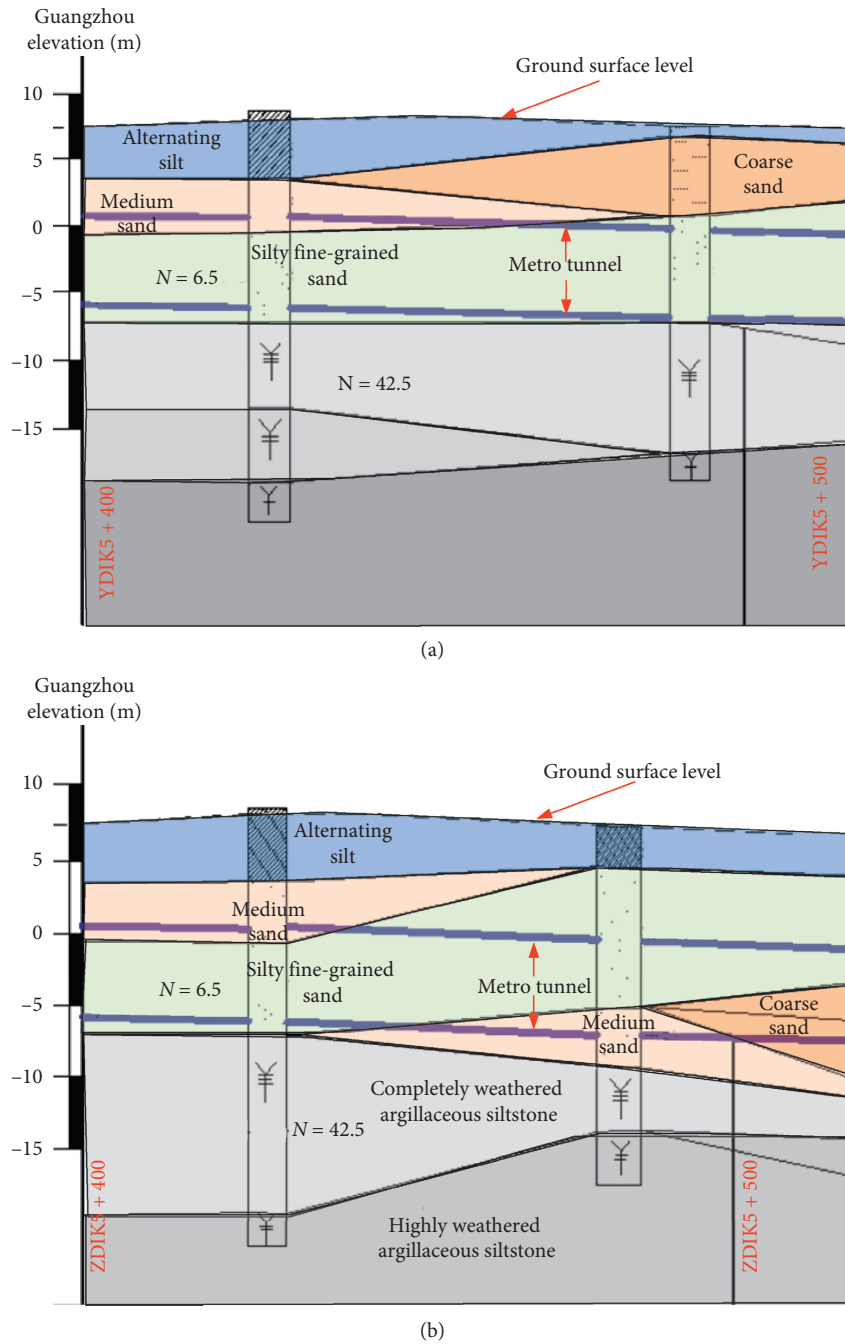 Guangzhou
elevation (m)
Ground surface level
10
5
0
−5
−10
−15
Alternating
silt
Coarse
sand
Medium
sand
Silty fine-grained
sand
N = 6.5
Metro tunnel
N = 42.5
YDIK5 + 400
YDIK5 + 500
(a)
Guangzhou
elevation (m)
Ground surface level
10
5
0
−5
−10
−15
Alternating
silt
Medium
sand
Silty fine-grained
sand
N = 6.5
Metro tunnel
Medium
sand
Coarse
sand
Completely weathered
argillaceous siltstone
N = 42.5
Highly weathered
argillaceous siltstone
ZDIK5 + 400
ZDIK5 + 500
(b)